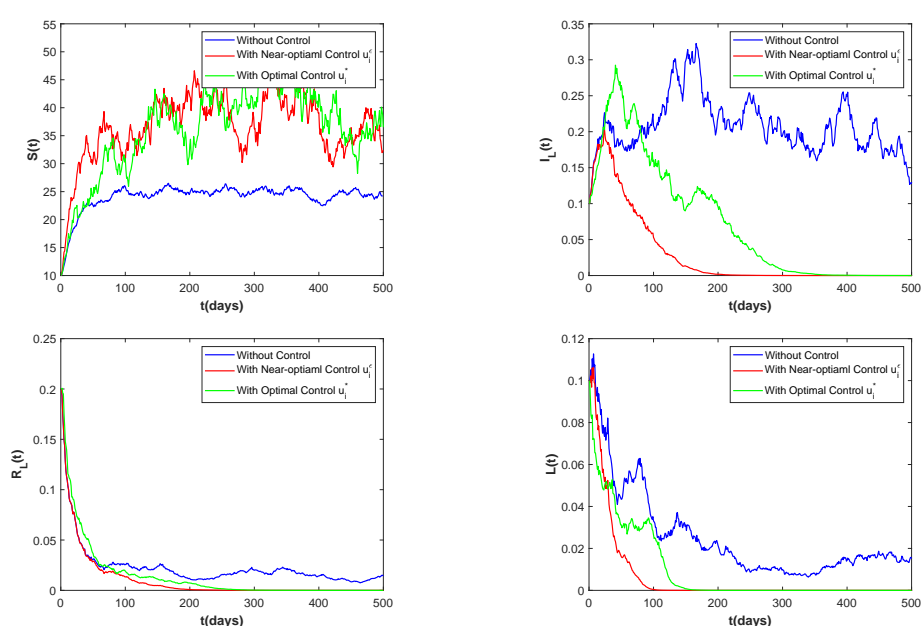 55
50
45
40
35
30
25
20
15
10
S(t)
0 100 200 300 400 500
t(days)
Without Control
With Near-optiaml Control u_i^ϵ
With Optimal Control u_i^*
0.35
0.3
0.25
0.2
0.15
0.1
0.05
0
I_L(t)
0 100 200 300 400 500
t(days)
Without Control
With Near-optiaml Control u_i^ϵ
With Optimal Control u_i^*
0.25
0.2
0.15
0.1
0.05
0
R_L(t)
0 100 200 300 400 500
t(days)
Without Control
With Near-optiaml Control u_i^ϵ
With Optimal Control u_i^*
0.12
0.1
0.08
0.06
0.04
0.02
0
L(t)
0 100 200 300 400 500
t(days)
Without Control
With Near-optiaml Control u_i^ϵ
With Optimal Control u_i^*